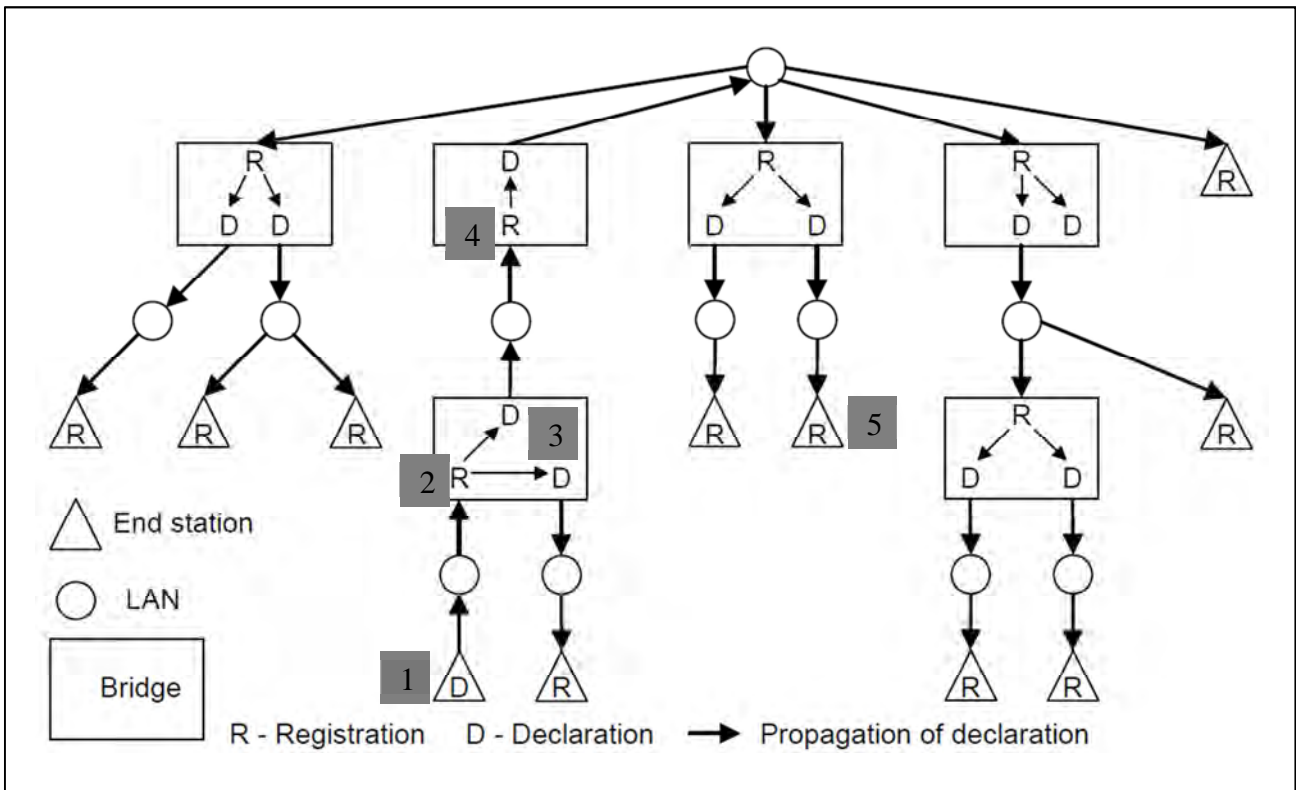 R R R
D
D D
4 R
D D
D D
R
R R R
R R
5
R
D
3
2 R D
R
D D
End station
LAN
1 D R
R R
Bridge
R - Registration D - Declaration Propagation of declaration